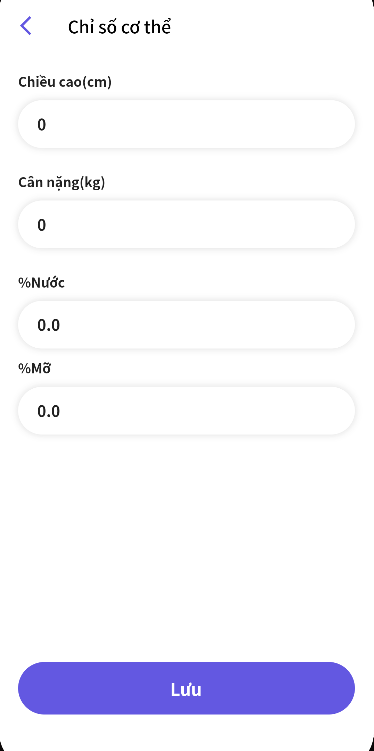 Chỉ số cơ thể
Chiều cao(cm)
0
Cân nặng(kg)
0
%Nước
0.0
%Mỡ
0.0
Lưu